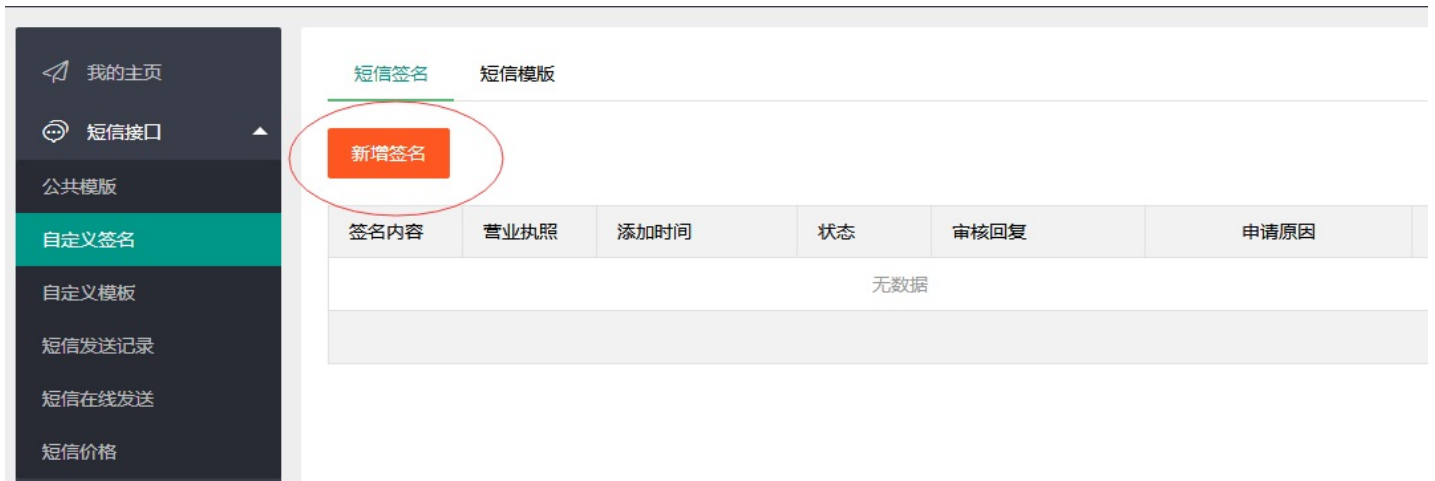 我的主页
短信接口
公共模版
自定义签名
自定义模板
短信发送记录
短信在线发送
短信价格
短信签名 短信模版
新增签名
签名内容 营业执照 添加时间 状态 审核回复 申请原因
无数据